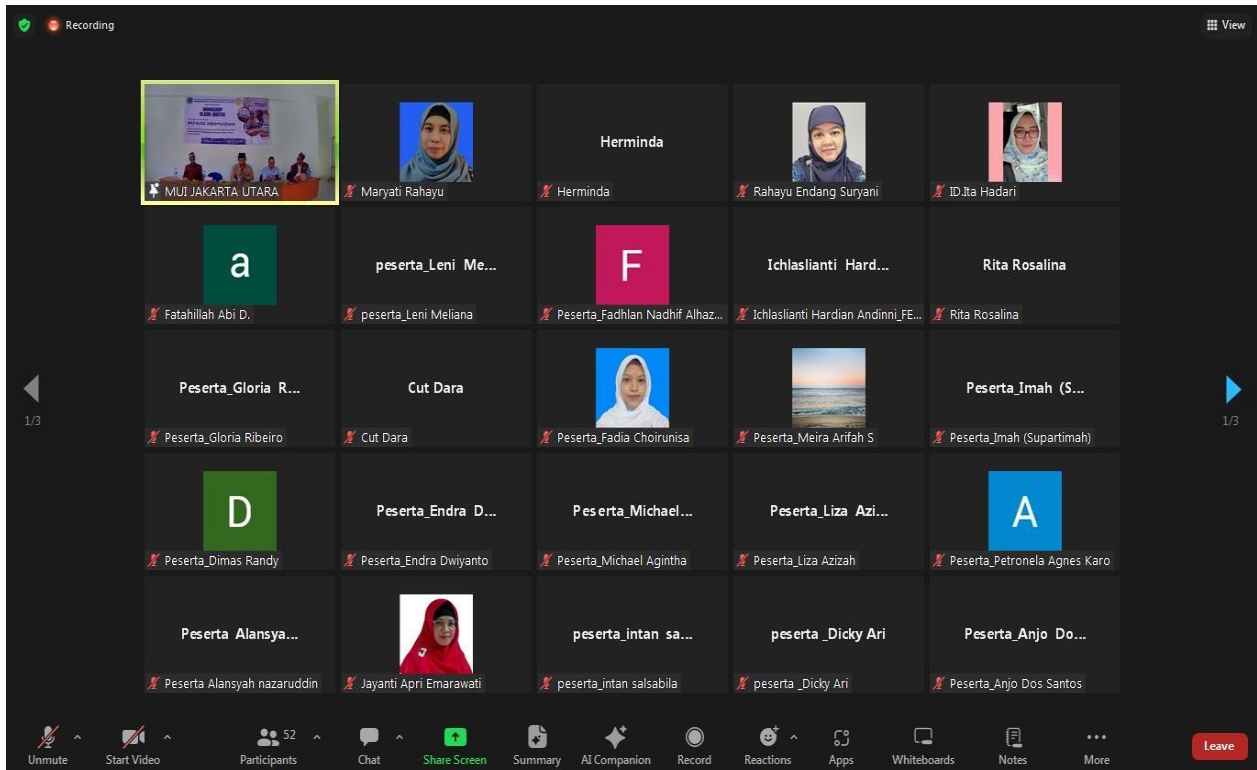 Recording
View
WORKSHOP
MUI JAKARTA UTARA
Maryati Rahayu
Herminda
Herminda
Rahayu Endang Suryani
ID.Ita Hadari
a
Fatahillah Abi D.
peserta_Leni Me...
peserta_Leni Meliana
F
Peserta_Fadhlan Nadhif Alhaz...
Ichlaslianti Hard...
Ichlaslianti Hardian Andinni_FE...
Rita Rosalina
Rita Rosalina
1/3
Peserta_Gloria R...
Peserta_Gloria Ribeiro
Cut Dara
Cut Dara
Peserta_Fadia Choirunisa
Peserta_Meira Arifah S
Peserta_Imah (S...
Peserta_Imah (Supartimah)
1/3
D
Peserta_Dimas Randy
Peserta_Endra D...
Peserta_Endra Dwiyanto
Peserta_Michael...
Peserta_Michael Agintha
Peserta_Liza Azi...
Peserta_Liza Azizah
A
Peserta_Petronela Agnes Karo
Peserta Alansya...
Peserta Alansyah nazaruddin
Jayanti Apri Emarawati
peserta_intan sa...
peserta_intan salsabila
peserta _Dicky Ari
peserta _Dicky Ari
Peserta_Anjo Do...
Peserta_Anjo Dos Santos
Unmute
Start Video
52
Participants
Chat
Share Screen
Summary
AI Companion
Record
Reactions
Apps
Whiteboards
Notes
More
Leave